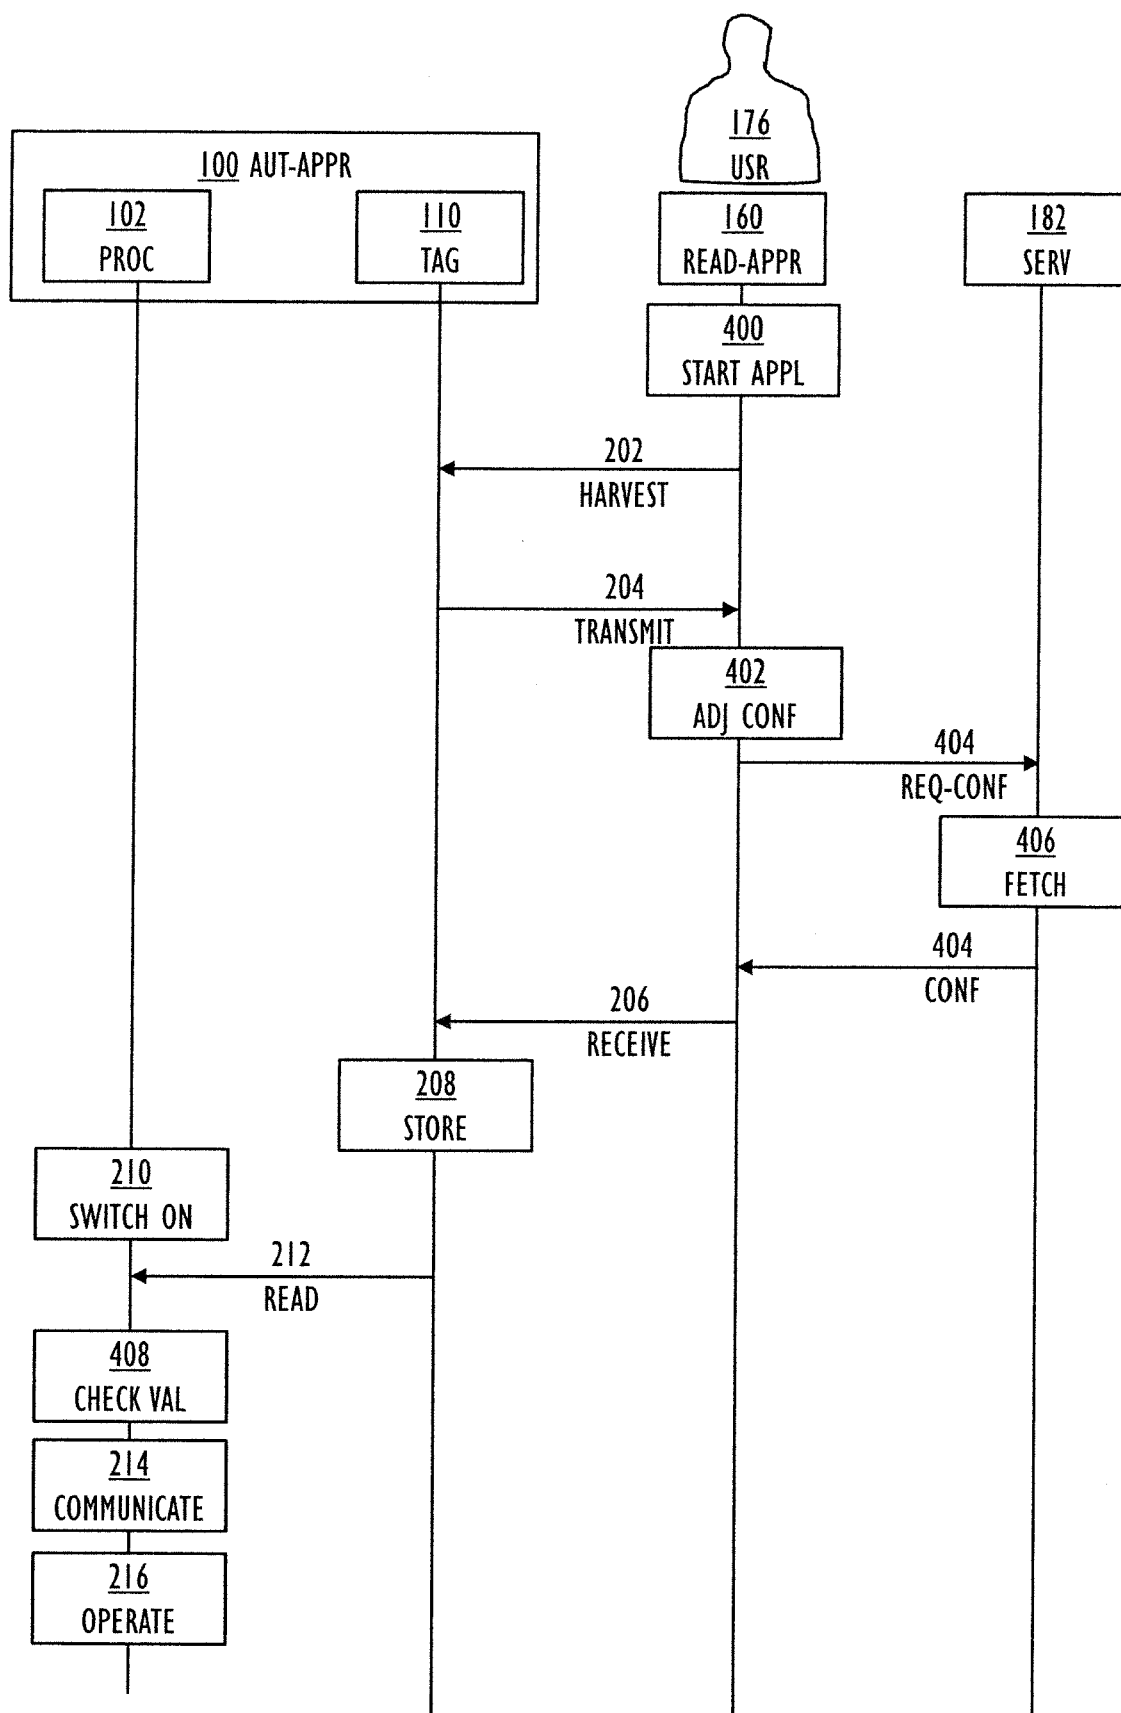 176
USR
100 AUT-APPR
102
PROC
110
TAG
160
READ-APPR
182
SERV
400
START APPL
202
HARVEST
204
TRANSMIT
402
ADJ CONF
404
REQ-CONF
406
FETCH
404
CONF
206
RECEIVE
208
STORE
210
SWITCH ON
212
READ
408
CHECK VAL
214
COMMUNICATE
216
OPERATE